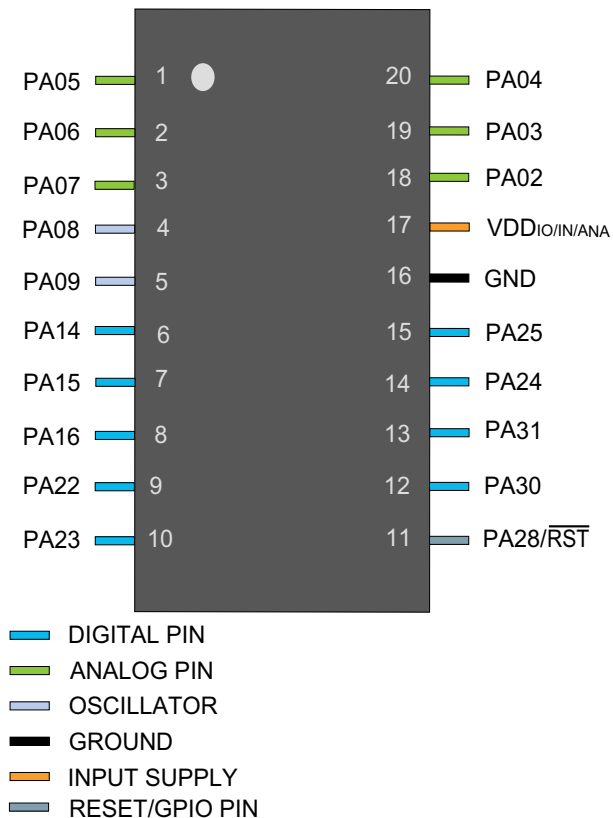 PA05 1 20 PA04
PA06 2 19 PA03
PA07 3 18 PA02
PA08 4 17 VDDIO/IN/ANA
PA09 5 16 GND
PA14 6 15 PA25
PA15 7 14 PA24
PA16 8 13 PA31
PA22 9 12 PA30
PA23 10 11 PA28/R̅S̅T̅
DIGITAL PIN
ANALOG PIN
OSCILLATOR
GROUND
INPUT SUPPLY
RESET/GPIO PIN